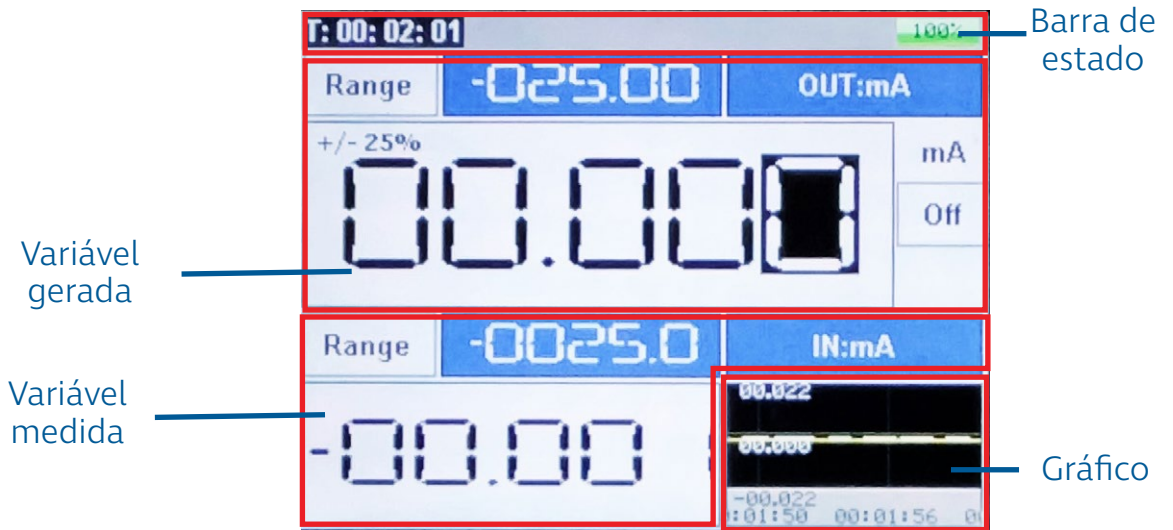 T: 00: 02: 01
100%
Barra de
estado
Range
-025.00
OUT:mA
+/- 25%
00.000
mA
Off
Variável
gerada
Range
-0025.0
IN:mA
Variável
medida
-00.00
00.022
00.000
-00.022
:01:50 00:01:56
Gráfico